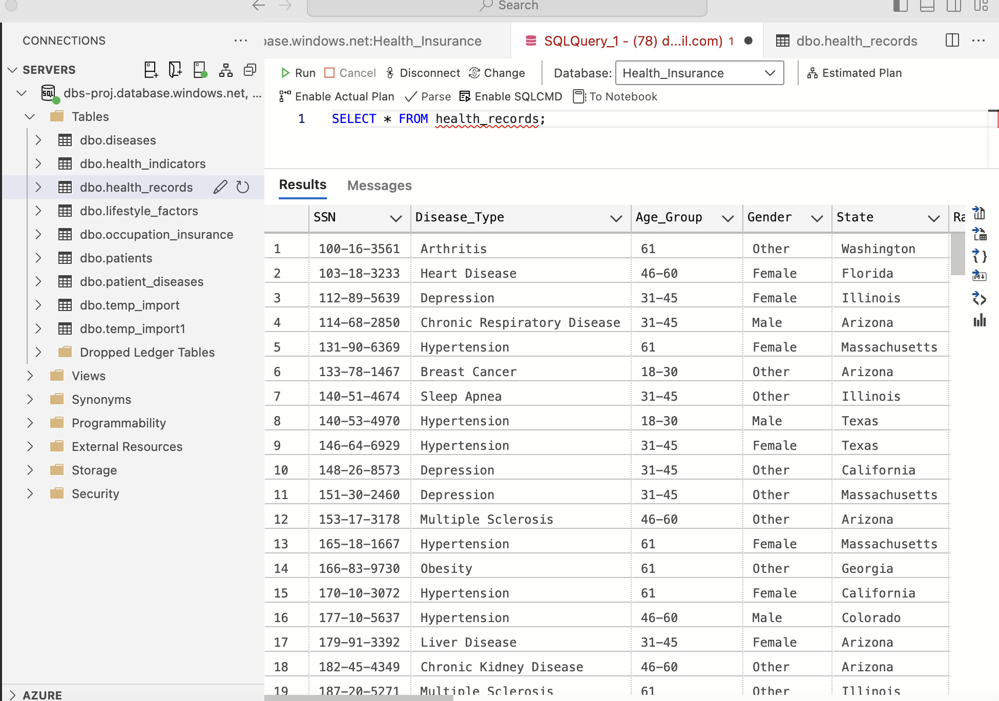 Search
CONNECTIONS
SERVERS
dbs-proj.database.windows.net, ...
Tables
dbo.diseases
dbo.health_indicators
dbo.health_records
dbo.lifestyle_factors
dbo.occupation_insurance
dbo.patients
dbo.patient_diseases
dbo.temp_import
dbo.temp_import1
Dropped Ledger Tables
Views
Synonyms
Programmability
External Resources
Storage
Security
AZURE
base.windows.net:Health_Insurance
SQLQuery_1 - (78) d...il.com) 1
dbo.health_records
Run Cancel Disconnect Change Database: Health_Insurance Estimated Plan
Enable Actual Plan Parse Enable SQLCMD To Notebook
1 SELECT * FROM health_records;
Results Messages
SSN Disease_Type Age_Group Gender State Ra
1 100-16-3561 Arthritis 61 Other Washington
2 103-18-3233 Heart Disease 46-60 Female Florida
3 112-89-5639 Depression 31-45 Female Illinois
4 114-68-2850 Chronic Respiratory Disease 31-45 Male Arizona
5 131-90-6369 Hypertension 61 Female Massachusetts
6 133-78-1467 Breast Cancer 18-30 Other Arizona
7 140-51-4674 Sleep Apnea 31-45 Other Illinois
8 140-53-4970 Hypertension 18-30 Male Texas
9 146-64-6929 Hypertension 31-45 Female Texas
10 148-26-8573 Depression 31-45 Other California
11 151-30-2460 Depression 31-45 Other Massachusetts
12 153-17-3178 Multiple Sclerosis 46-60 Other Arizona
13 165-18-1667 Hypertension 61 Female Massachusetts
14 166-83-9730 Obesity 61 Other Georgia
15 170-10-3072 Hypertension 61 Female California
16 177-10-5637 Hypertension 46-60 Male Colorado
17 179-91-3392 Liver Disease 31-45 Female Arizona
18 182-45-4349 Chronic Kidney Disease 46-60 Other Arizona
19 187-20-5271 Multiple Sclerosis 61 Other Illinois